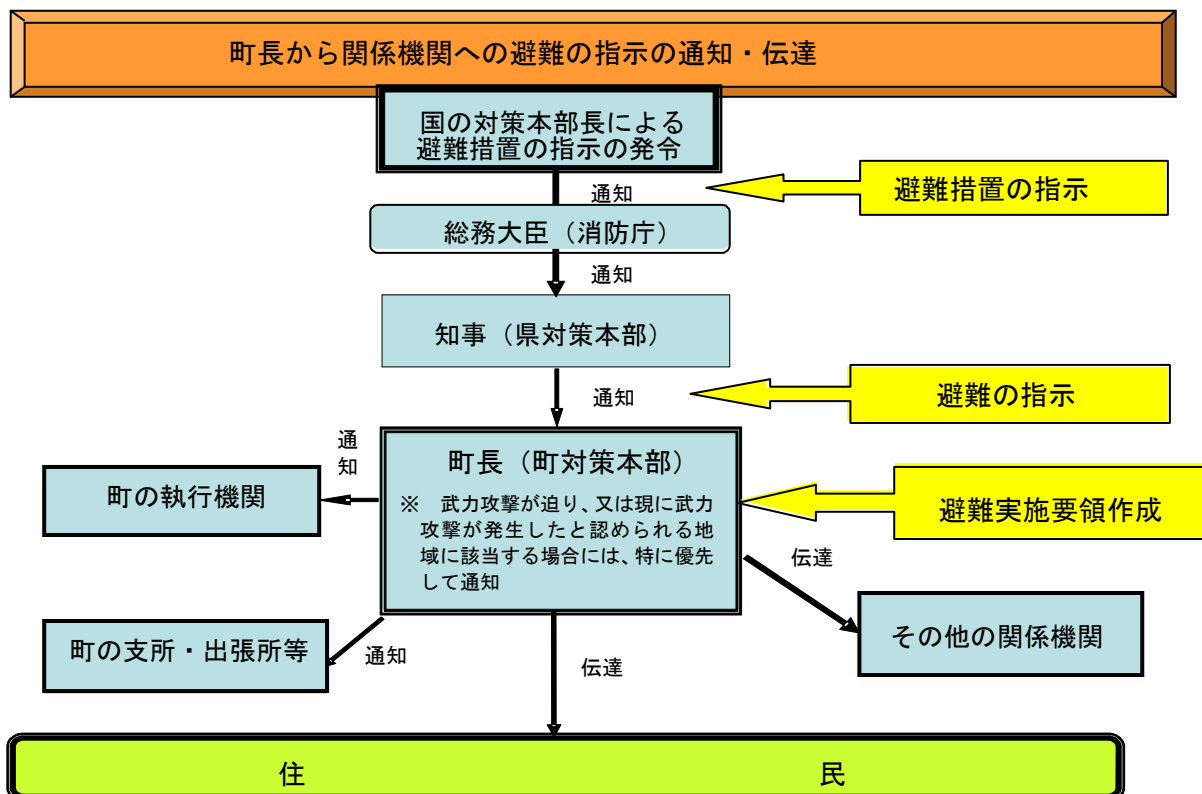 町長から関係機関への避難の指示の通知・伝達
国の対策本部長による
避難措置の指示の発令
通知
避難措置の指示
総務大臣（消防庁）
通知
知事（県対策本部）
通知
避難の指示
町長（町対策本部）
※　武力攻撃が迫り、又は現に武力
攻撃が発生したと認められる地
域に該当する場合には、特に優先
して通知
通
知
町の執行機関
避難実施要領作成
伝達
その他の関係機関
町の支所・出張所等
通知
伝達
住　民